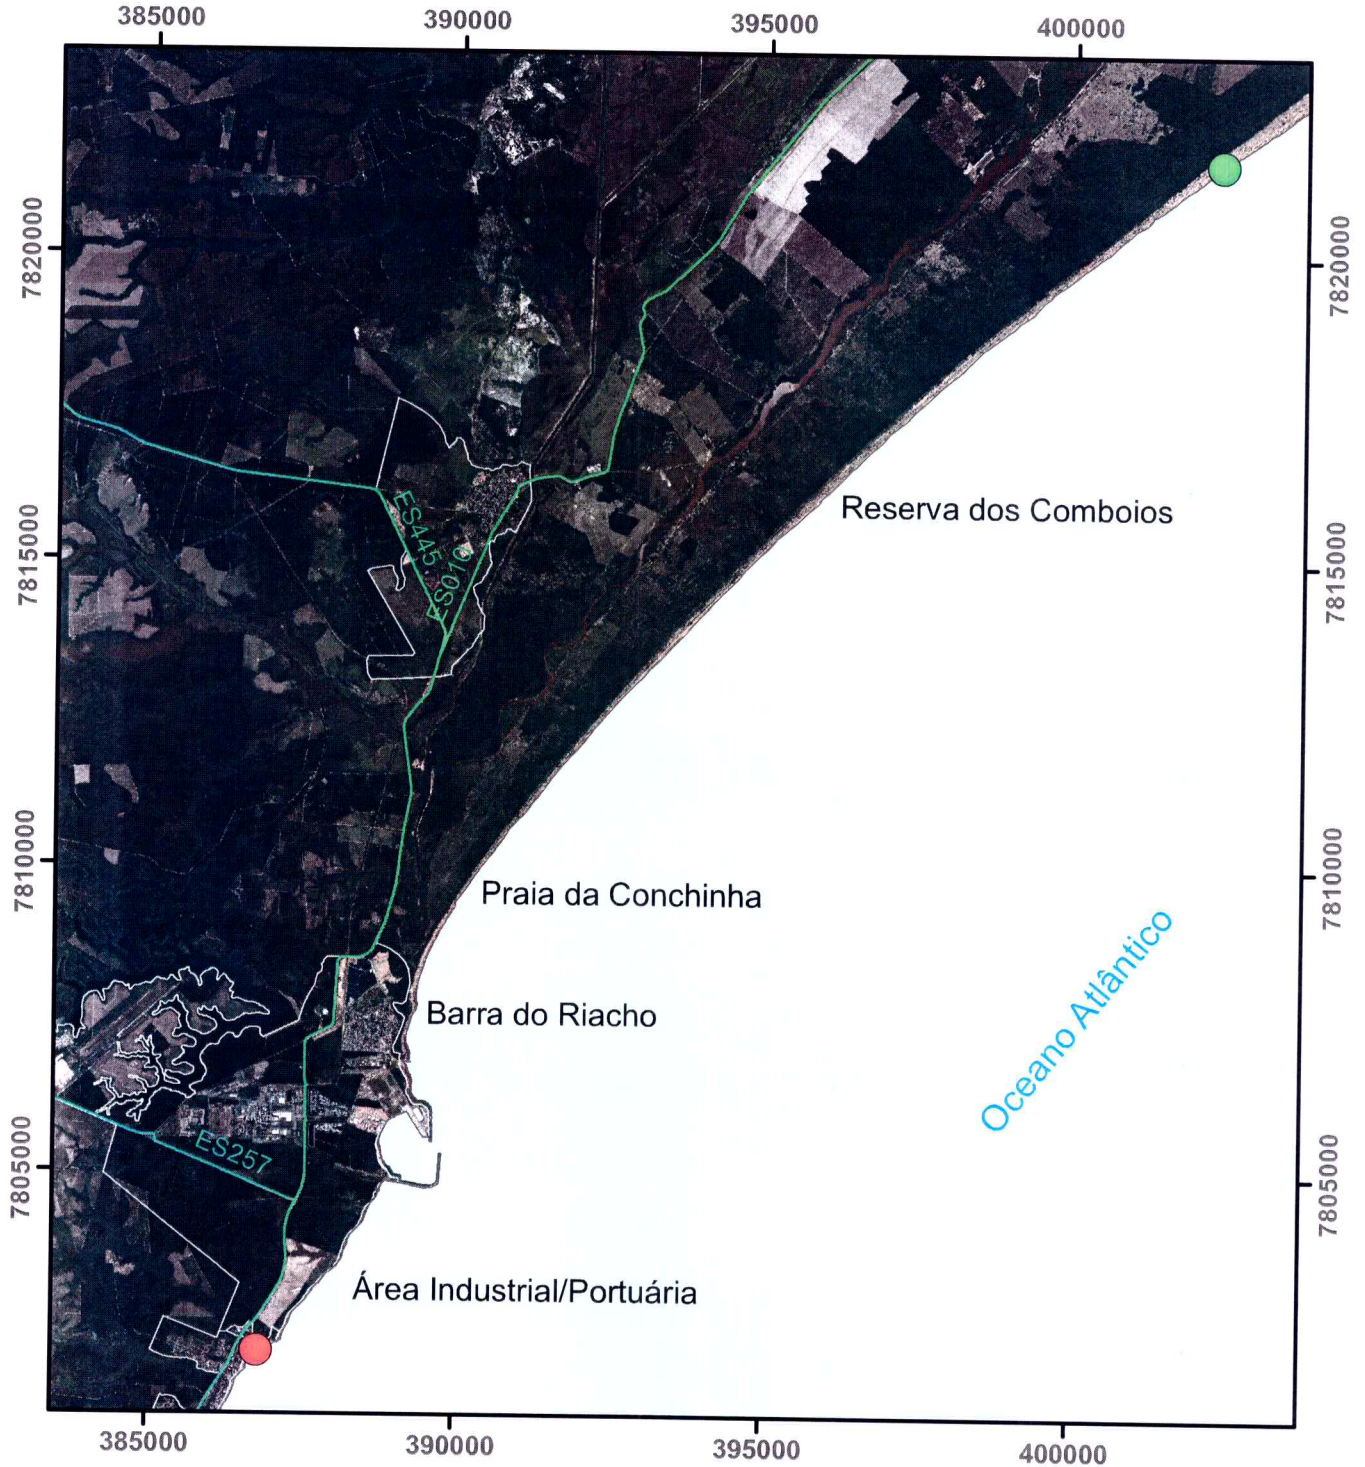 385000
390000
395000
400000
7820000
7820000
Reserva dos Comboios
ES445
ES010
7815000
7815000
7810000
7810000
Praia da Conchinha
Barra do Riacho
Oceano Atlântico
ES257
7805000
7805000
Área Industrial/Portuária
385000
390000
395000
400000